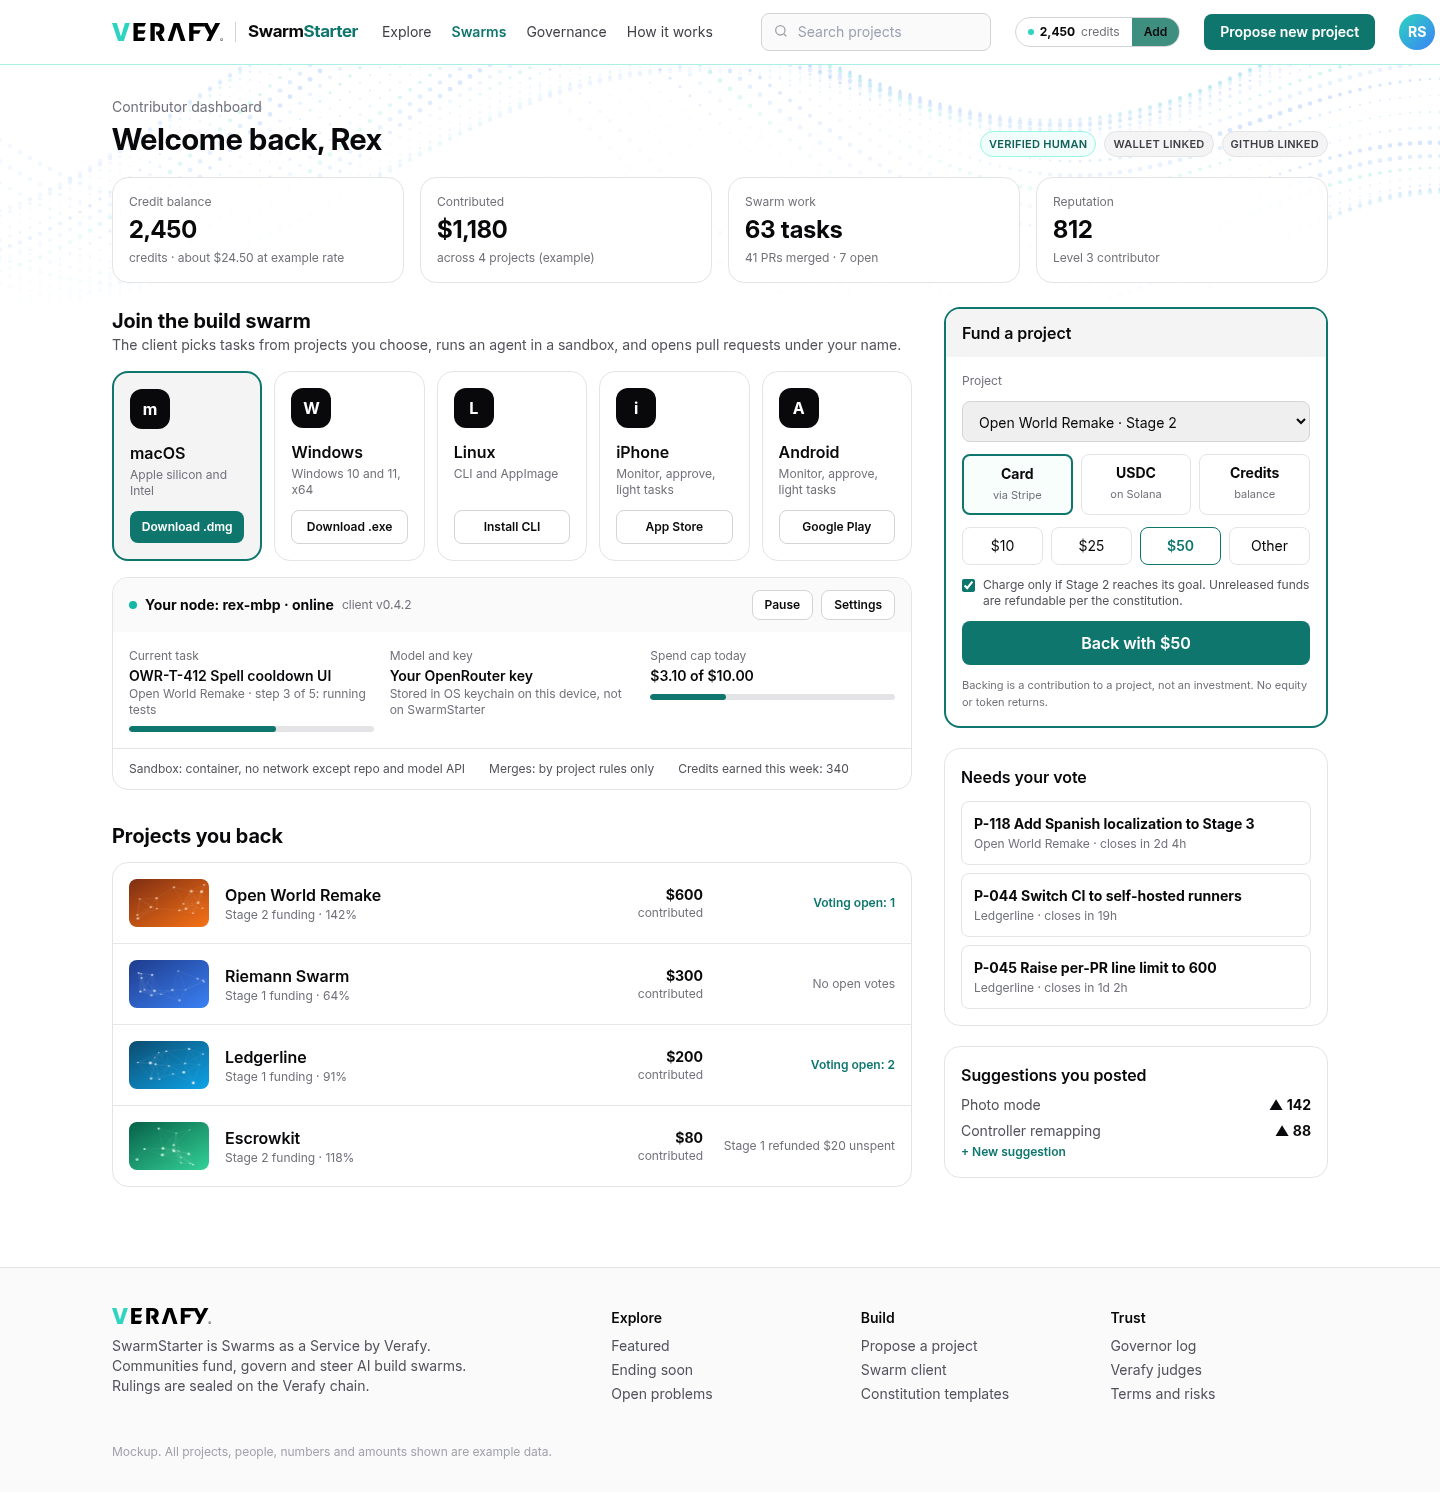 VERAFY.
SwarmStarter
Explore
Swarms
Governance
How it works
Search projects
2,450 credits
Add
Propose new project
RS
Contributor dashboard
Welcome back, Rex
VERIFIED HUMAN
WALLET LINKED
GITHUB LINKED
Credit balance
2,450
credits · about $24.50 at example rate
Contributed
$1,180
across 4 projects (example)
Swarm work
63 tasks
41 PRs merged · 7 open
Reputation
812
Level 3 contributor
Join the build swarm
The client picks tasks from projects you choose, runs an agent in a sandbox, and opens pull requests under your name.
m
macOS
Apple silicon and
Intel
Download .dmg
W
Windows
Windows 10 and 11,
x64
Download .exe
L
Linux
CLI and AppImage
Install CLI
i
iPhone
Monitor, approve,
light tasks
App Store
A
Android
Monitor, approve,
light tasks
Google Play
Your node: rex-mbp · online client v0.4.2
Pause
Settings
Current task
OWR-T-412 Spell cooldown UI
Open World Remake · step 3 of 5: running
tests
Model and key
Your OpenRouter key
Stored in OS keychain on this device, not
on SwarmStarter
Spend cap today
$3.10 of $10.00
Sandbox: container, no network except repo and model API
Merges: by project rules only
Credits earned this week: 340
Projects you back
Open World Remake
Stage 2 funding · 142%
$600
contributed
Voting open: 1
Riemann Swarm
Stage 1 funding · 64%
$300
contributed
No open votes
Ledgerline
Stage 1 funding · 91%
$200
contributed
Voting open: 2
Escrowkit
Stage 2 funding · 118%
$80
contributed
Stage 1 refunded $20 unspent
Fund a project
Project
Open World Remake · Stage 2
Card
via Stripe
USDC
on Solana
Credits
balance
$10
$25
$50
Other
Charge only if Stage 2 reaches its goal. Unreleased funds
are refundable per the constitution.
Back with $50
Backing is a contribution to a project, not an investment. No equity
or token returns.
Needs your vote
P-118 Add Spanish localization to Stage 3
Open World Remake · closes in 2d 4h
P-044 Switch CI to self-hosted runners
Ledgerline · closes in 19h
P-045 Raise per-PR line limit to 600
Ledgerline · closes in 1d 2h
Suggestions you posted
Photo mode ▲ 142
Controller remapping ▲ 88
+ New suggestion
VERAFY.
SwarmStarter is Swarms as a Service by Verafy.
Communities fund, govern and steer AI build swarms.
Rulings are sealed on the Verafy chain.
Explore
Featured
Ending soon
Open problems
Build
Propose a project
Swarm client
Constitution templates
Trust
Governor log
Verafy judges
Terms and risks
Mockup. All projects, people, numbers and amounts shown are example data.